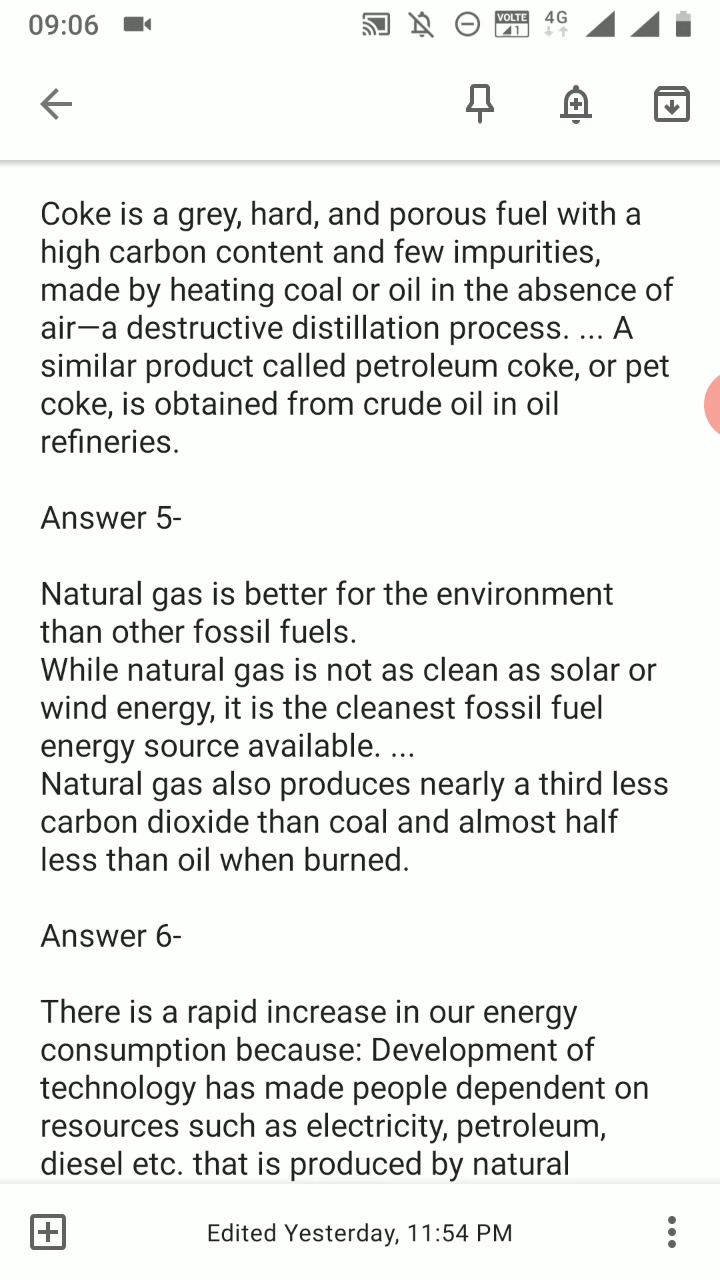 09:06
VOLTE 4G
1
Coke is a grey, hard, and porous fuel with a
high carbon content and few impurities,
made by heating coal or oil in the absence of
air—a destructive distillation process. ... A
similar product called petroleum coke, or pet
coke, is obtained from crude oil in oil
refineries.
Answer 5-
Natural gas is better for the environment
than other fossil fuels.
While natural gas is not as clean as solar or
wind energy, it is the cleanest fossil fuel
energy source available. ...
Natural gas also produces nearly a third less
carbon dioxide than coal and almost half
less than oil when burned.
Answer 6-
There is a rapid increase in our energy
consumption because: Development of
technology has made people dependent on
resources such as electricity, petroleum,
diesel etc. that is produced by natural
Edited Yesterday, 11:54 PM